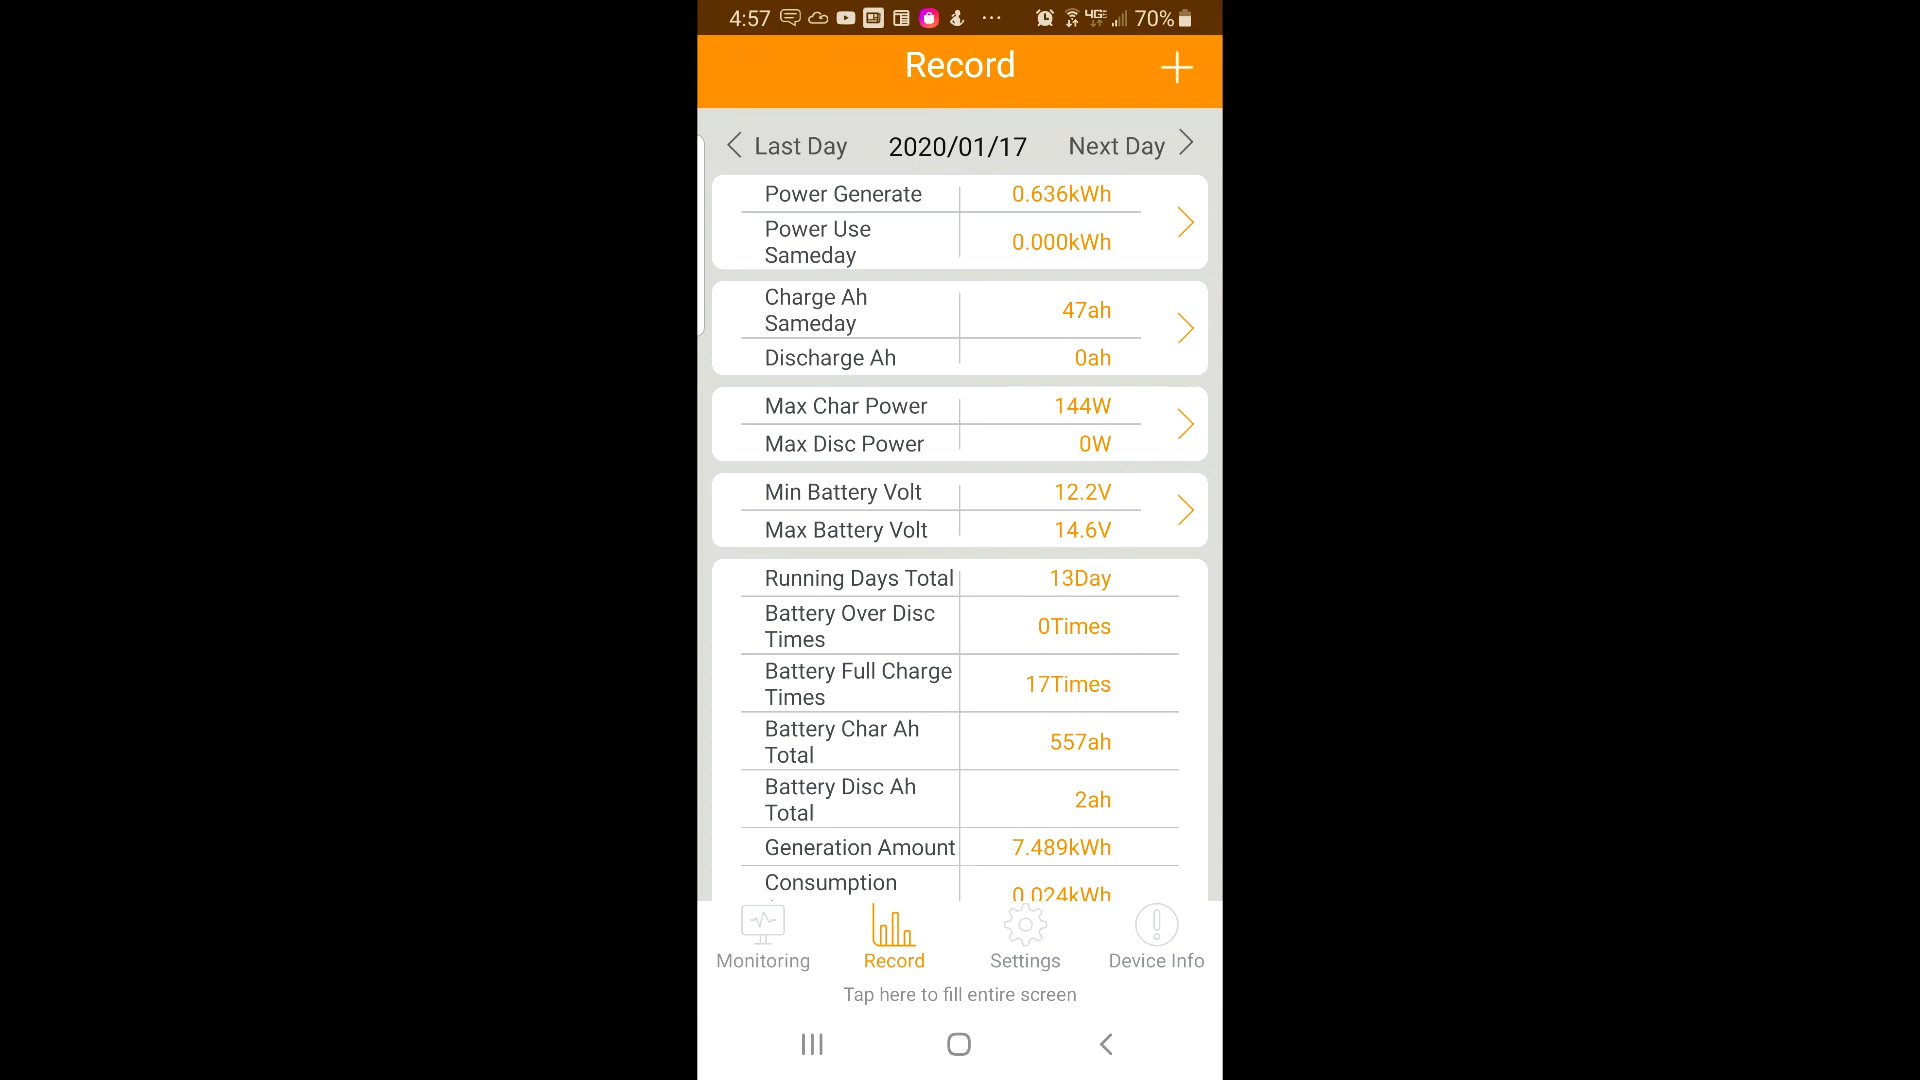 4:57 4GE 70%
Record
Last Day 2020/01/17 Next Day
Power Generate 0.636kWh
Power Use
Sameday 0.000kWh
Charge Ah
Sameday 47ah
Discharge Ah 0ah
Max Char Power 144W
Max Disc Power 0W
Min Battery Volt 12.2V
Max Battery Volt 14.6V
Running Days Total 13Day
Battery Over Disc
Times 0Times
Battery Full Charge
Times 17Times
Battery Char Ah
Total 557ah
Battery Disc Ah
Total 2ah
Generation Amount 7.489kWh
Consumption 0.024kWh
Monitoring Record Settings Device Info
Tap here to fill entire screen